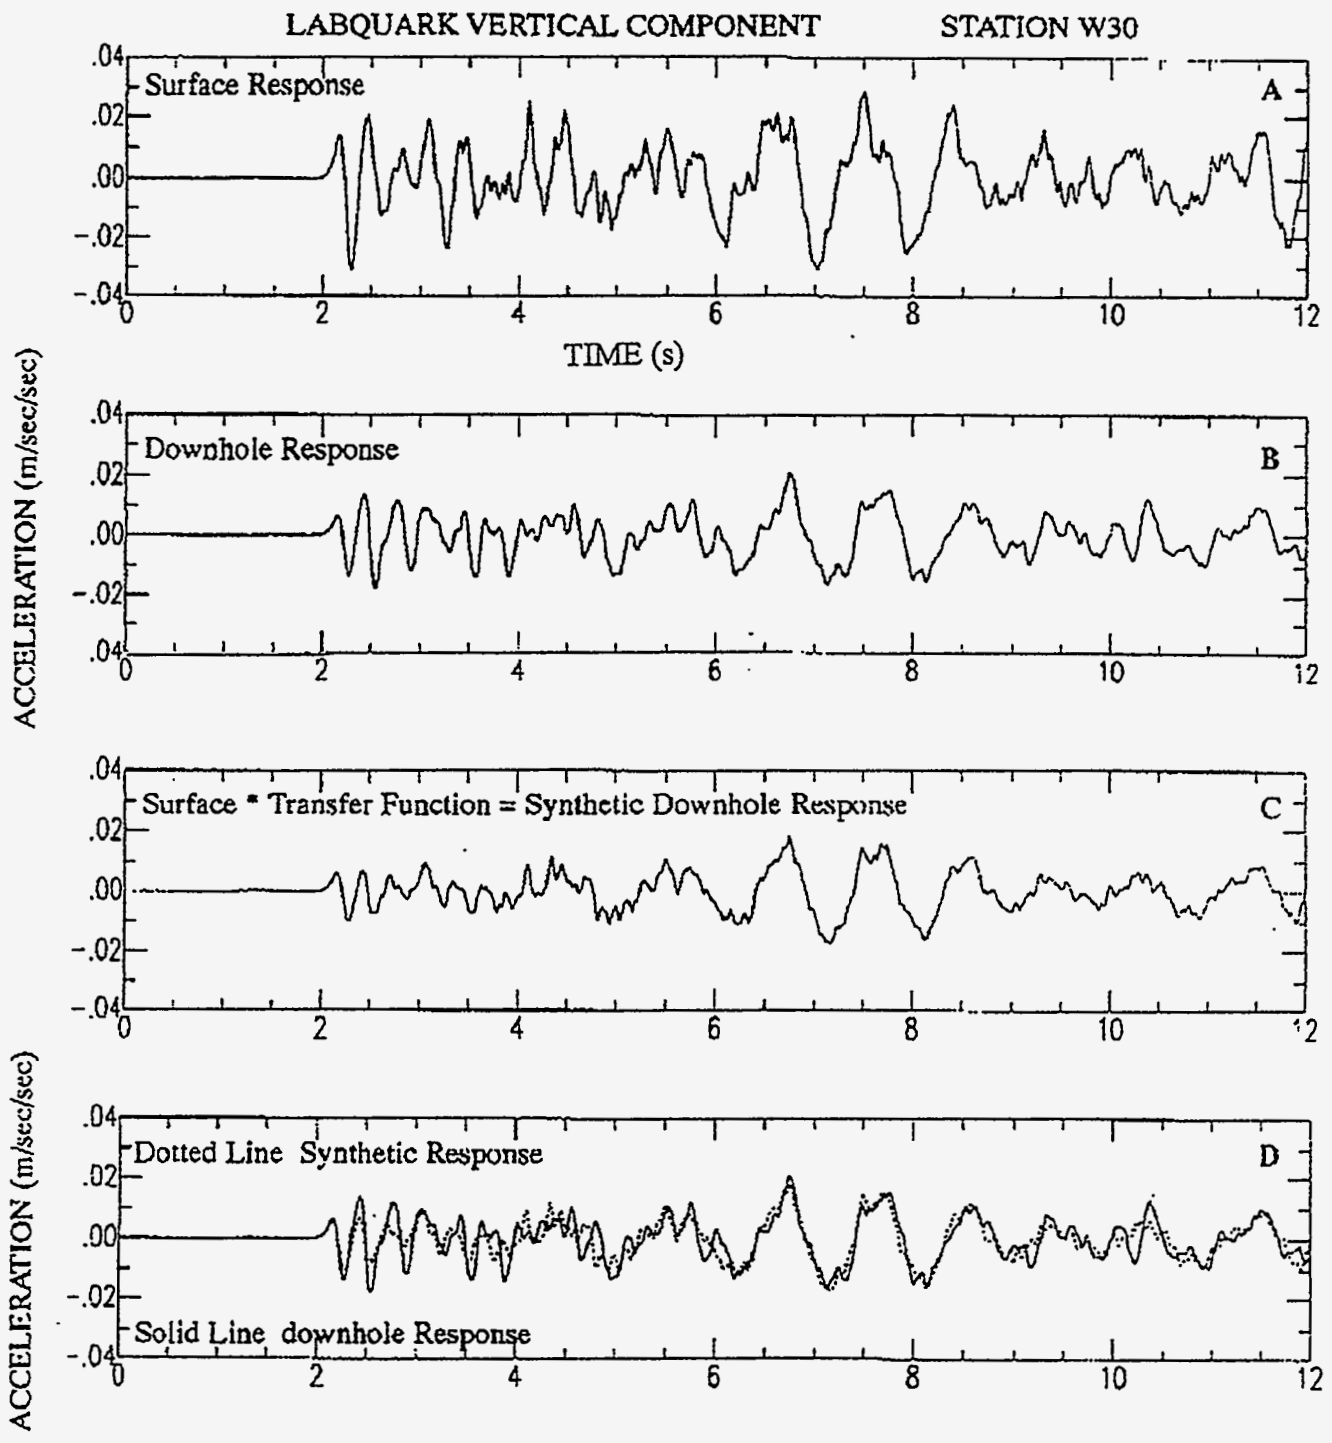 LABQUARK VERTICAL COMPONENT STATION W30
.04
Surface Response A
.02
.00
-.02
-.04
0 2 4 6 8 10 12
TIME (s)
ACCELERATION (m/sec/sec)
.04
Downhole Response B
.02
.00
-.02
.04
0 2 4 6 8 10 12
.04
Surface * Transfer Function = Synthetic Downhole Response C
.02
.00
-.02
-.04
0 2 4 6 8 10 12
ACCELERATION (m/sec/sec)
.04
Dotted Line Synthetic Response D
.02
.00
-.02
Solid Line downhole Response
-.04
0 2 4 6 8 10 12